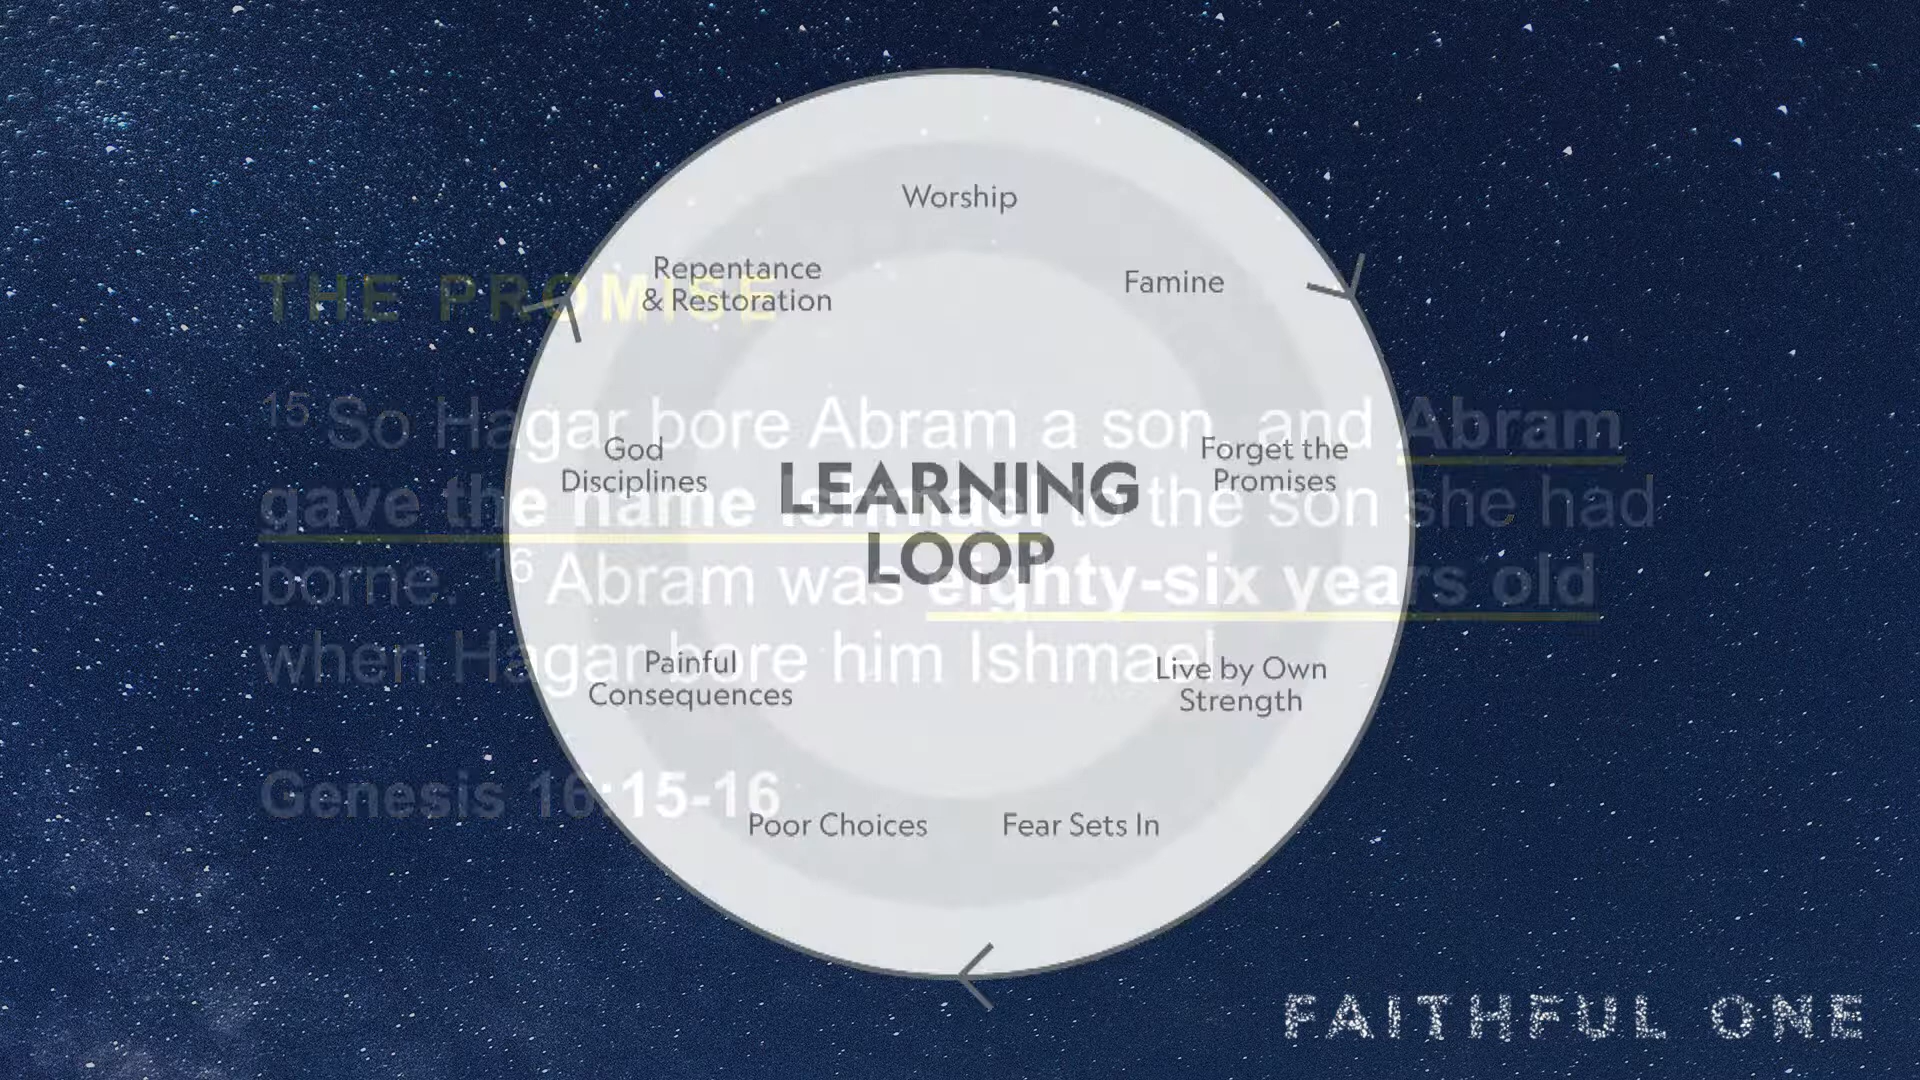 THE PROMISE
15 So Hagar bore Abram a son, and Abram
gave the name Ishmael to the son she had
borne. 16 Abram was eighty-six years old
when Hagar bore him Ishmael.
Genesis 16:15-16
Worship
Famine
Forget the
Promises
Live by Own
Strength
Fear Sets In
Poor Choices
Painful
Consequences
God
Disciplines
Repentance
& Restoration
LEARNING
LOOP
FAITHFUL ONE